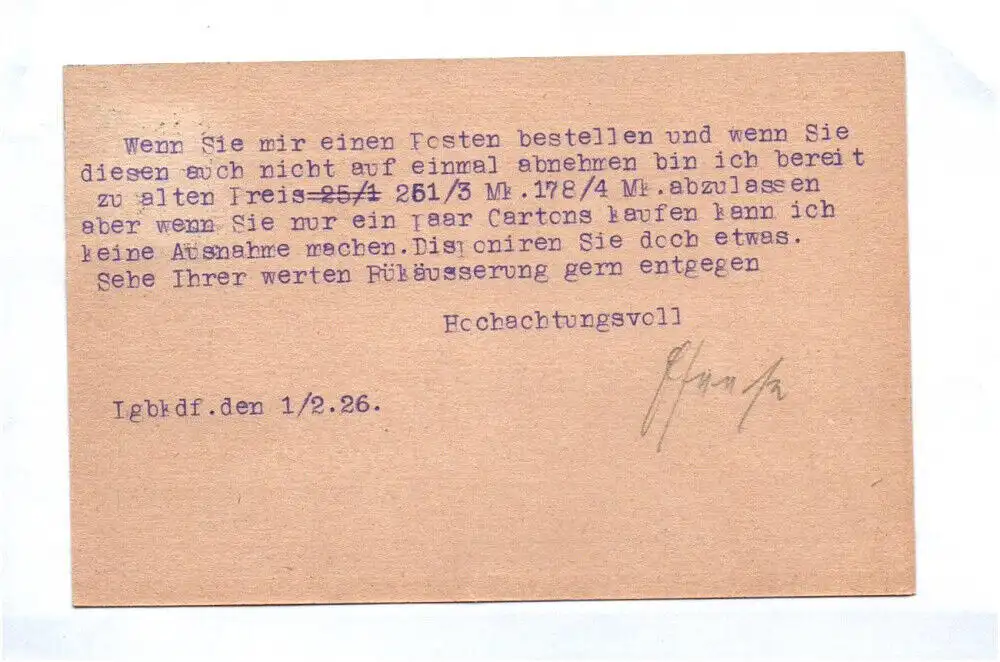 Wenn Sie mir einen Posten bestellen und wenn Sie
diesen auch nicht auf einmal abnehmen bin ich bereit
zu alten Preis 25/1 251/3 Mk.178/4 Mk.abzulassen
aber wenn Sie nur ein paar Cartons kaufen kann ich
keine Ausnahme machen.Disponiren Sie doch etwas.
Sehe Ihrer werten Rükäusserung gern entgegen
Hochachtungsvoll
Lgbkdf.den 1/2.26.